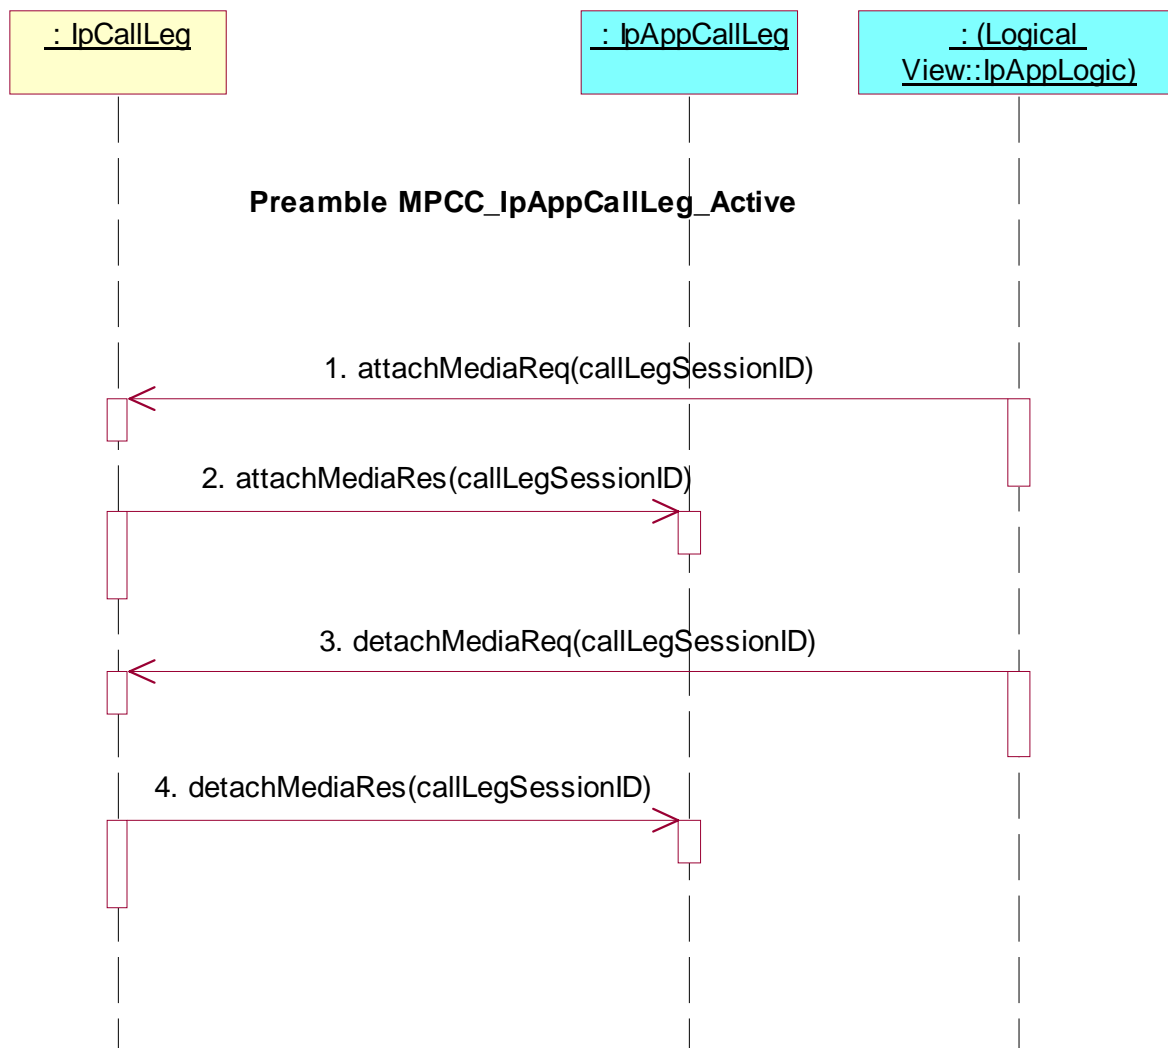 : IpCallLeg
: IpAppCallLeg
: (Logical
View::IpAppLogic)
Preamble MPCC_IpAppCallLeg_Active
1. attachMediaReq(callLegSessionID)
2. attachMediaRes(callLegSessionID)
3. detachMediaReq(callLegSessionID)
4. detachMediaRes(callLegSessionID)